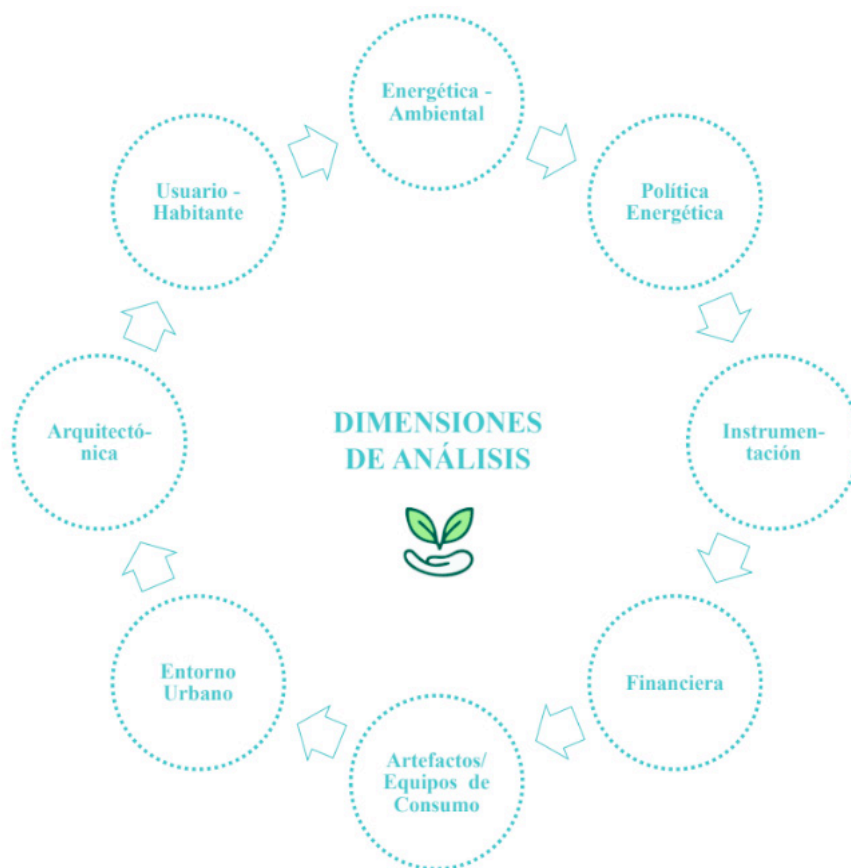 Energética -
Ambiental
Política
Energética
Instrumen-
tación
Financiera
Artefactos/
Equipos de
Consumo
Entorno
Urbano
Arquitectó-
nica
Usuario -
Habitante
DIMENSIONES
DE ANÁLISIS